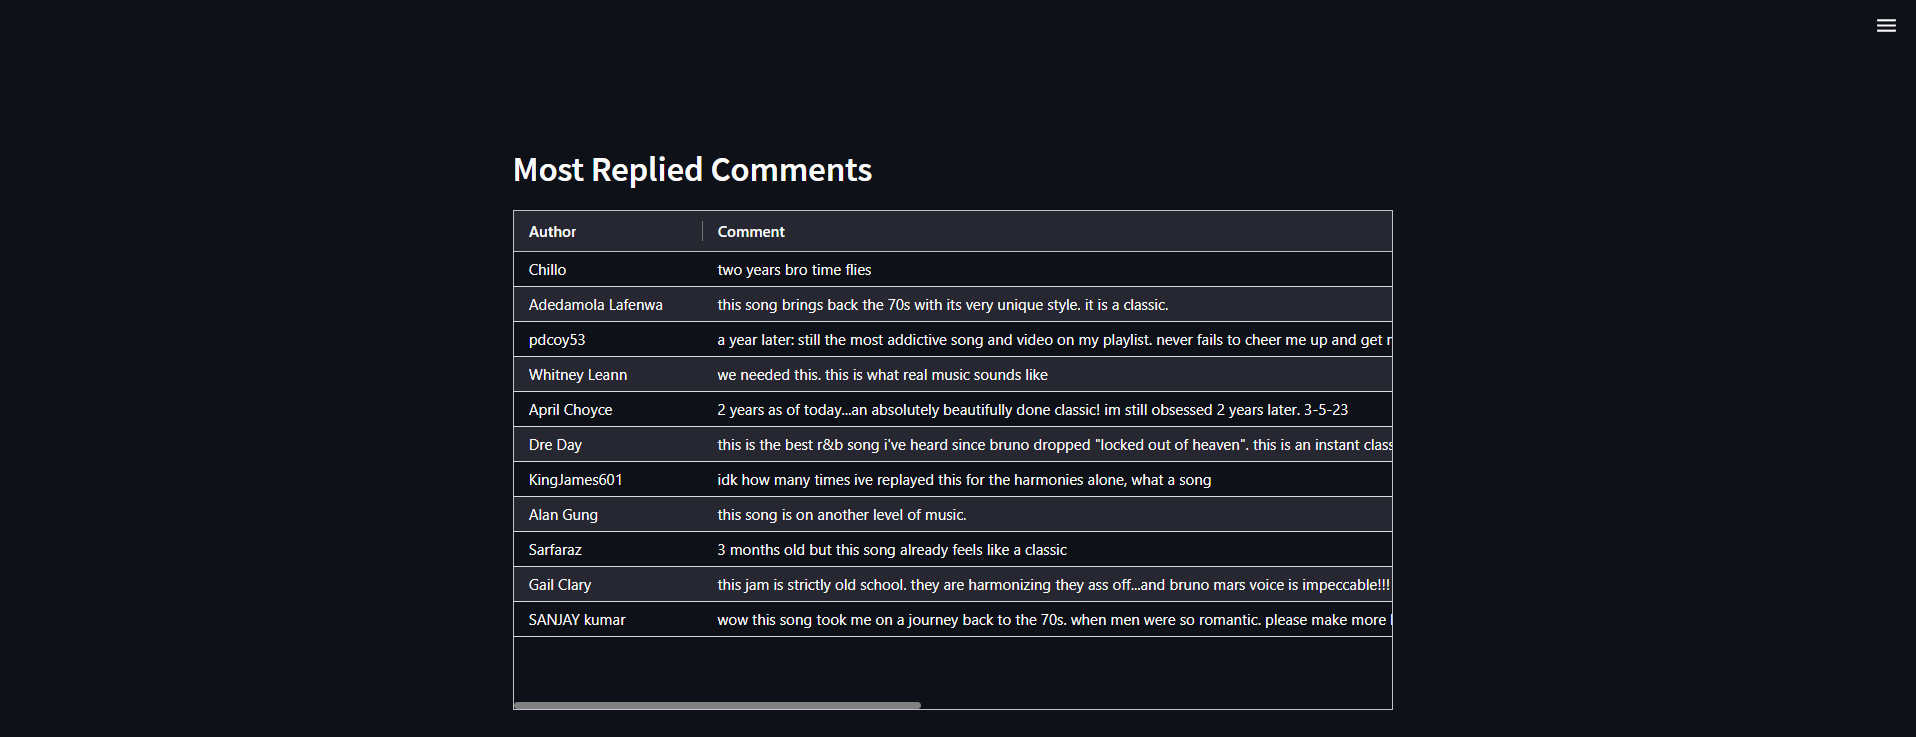 Most Replied Comments
Author Comment
Chillo two years bro time flies
Adedamola Lafenwa this song brings back the 70s with its very unique style. it is a classic.
pdcoy53 a year later: still the most addictive song and video on my playlist. never fails to cheer me up and get
Whitney Leann we needed this. this is what real music sounds like
April Choyce 2 years as of today...an absolutely beautifully done classic! im still obsessed 2 years later. 3-5-23
Dre Day this is the best r&b song i've heard since bruno dropped "locked out of heaven". this is an instant
KingJames601 idk how many times ive replayed this for the harmonies alone, what a song
Alan Gung this song is on another level of music.
Sarfaraz 3 months old but this song already feels like a classic
Gail Clary this jam is strictly old school. they are harmonizing they ass off...and bruno mars voice is impeccable!!!
SANJAY kumar wow this song took me on a journey back to the 70s. when men were so romantic. please make more